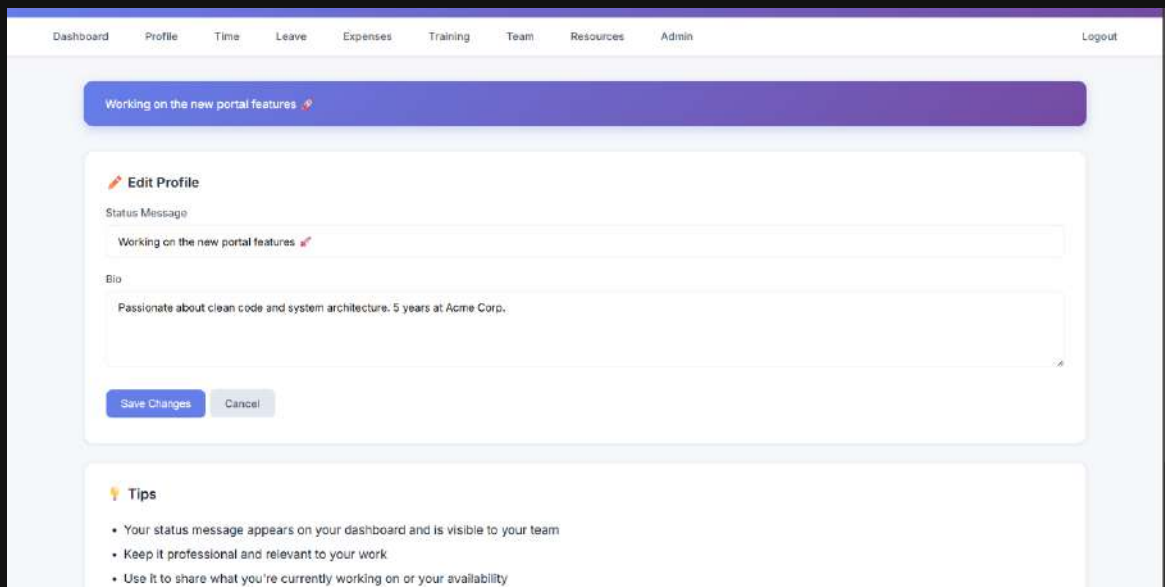 Dashboard Profile Time Leave Expenses Training Team Resources Admin Logout
Working on the new portal features 🚀
Edit Profile
Status Message
Working on the new portal features 🚀
Bio
Passionate about clean code and system architecture. 5 years at Acme Corp.
Save Changes Cancel
Tips
• Your status message appears on your dashboard and is visible to your team
• Keep it professional and relevant to your work
• Use it to share what you're currently working on or your availability